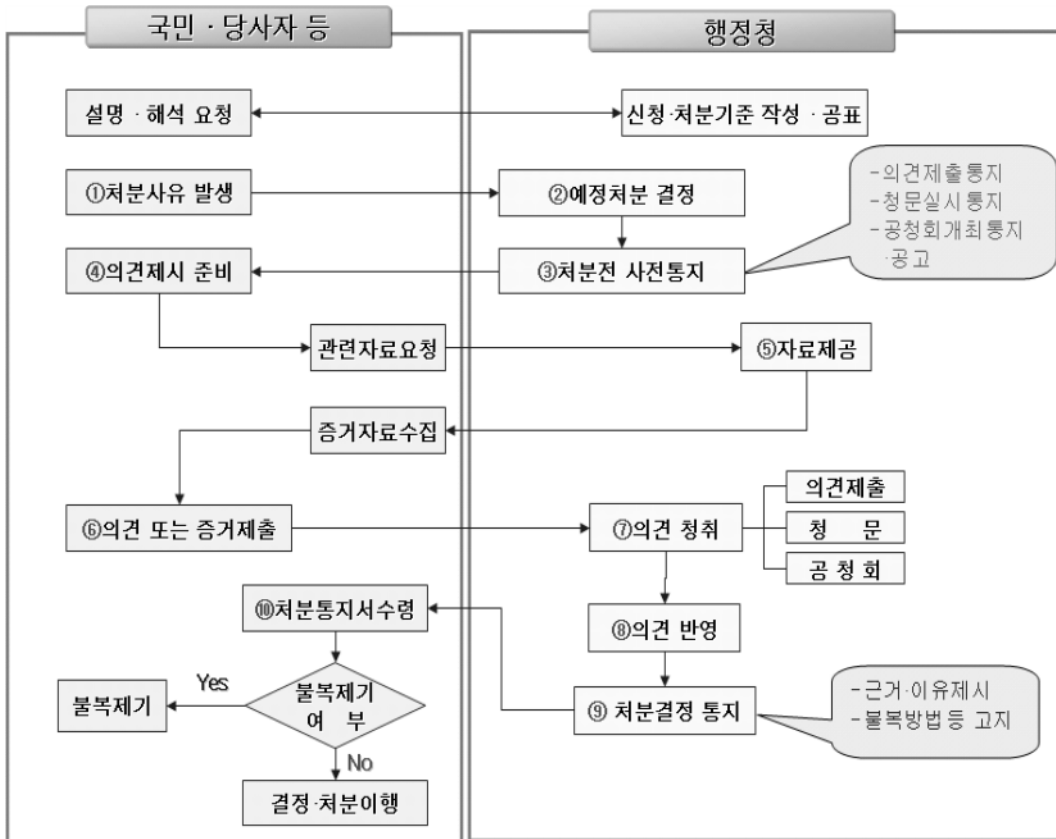 국민 · 당사자 등
행정청
설명 · 해석 요청
신청·처분기준 작성 · 공표
-의견제출통지
-청문실시통지
-공청회개최통지
·공고
①처분사유 발생
②예정처분 결정
④의견제시 준비
③처분전 사전통지
관련자료요청
⑤자료제공
증거자료수집
⑥의견 또는 증거제출
⑦의견 청취
의견제출
청 문
공 청 회
⑩처분통지서수령
⑧의견 반영
불복제기
Yes
불복제기
여 부
⑨ 처분결정 통지
-근거·이유제시
-불복방법등 고지
No
결정·처분이행